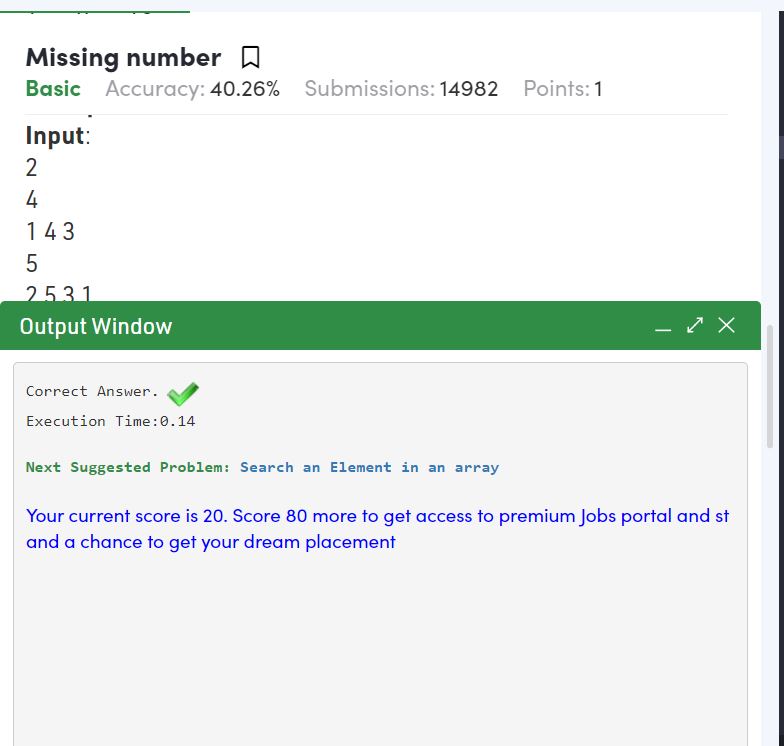 Missing number
Basic Accuracy: 40.26% Submissions: 14982 Points: 1
Input:
2
4
1 4 3
5
2 5 3 1
Output Window
Correct Answer.
Execution Time:0.14
Next Suggested Problem: Search an Element in an array
Your current score is 20. Score 80 more to get access to premium Jobs portal and st
and a chance to get your dream placement